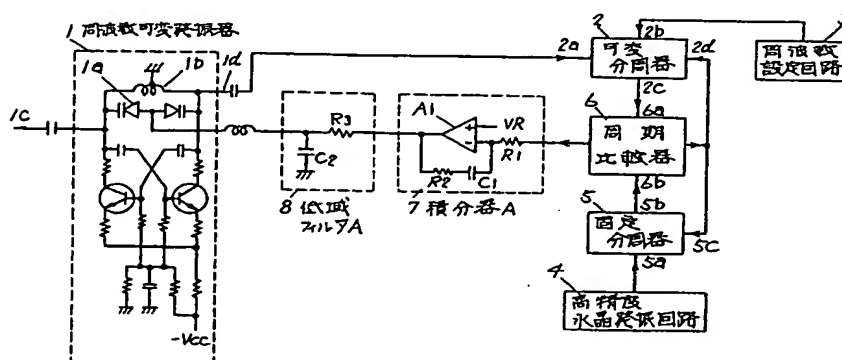 1 周波数可変発振器
1a
1b
1d
1C
-Vcc
R3
C2
8 低域
フィルタA
A1
VR
R1
R2
C1
7 積分器A
2
2a
2b
2c
2d
可変
分周器
周波数
設定回路
6
6a
周期
比較器
6b
5
5b
固定
分周器
5C
5a
4
高精度
水晶発振回路